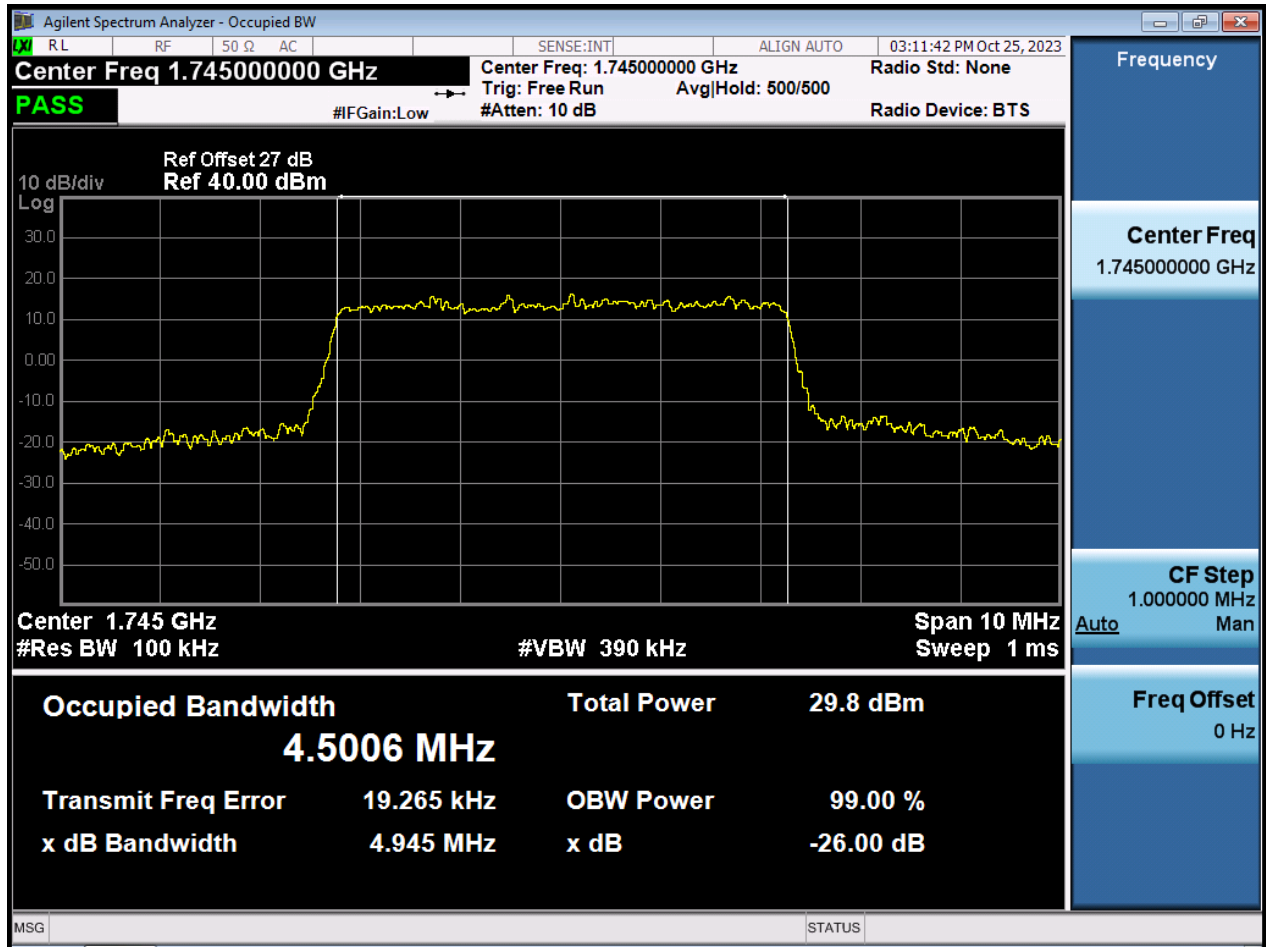 Agilent Spectrum Analyzer - Occupied BW
LXI RL RF 50 Ω AC SENSE:INT ALIGN AUTO 03:11:42 PM Oct 25, 2023
Center Freq 1.745000000 GHz
PASS
#IFGain:Low
Center Freq: 1.745000000 GHz
Trig: Free Run Avg|Hold: 500/500
#Atten: 10 dB
Radio Std: None
Radio Device: BTS
Ref Offset 27 dB
10 dB/div Ref 40.00 dBm
Log
30.0
20.0
10.0
0.00
-10.0
-20.0
-30.0
-40.0
-50.0
Center 1.745 GHz Span 10 MHz
#Res BW 100 kHz #VBW 390 kHz Sweep 1 ms
Occupied Bandwidth Total Power 29.8 dBm
4.5006 MHz
Transmit Freq Error 19.265 kHz OBW Power 99.00 %
x dB Bandwidth 4.945 MHz x dB -26.00 dB
MSG STATUS
Frequency
Center Freq
1.745000000 GHz
CF Step
1.000000 MHz
Auto Man
Freq Offset
0 Hz